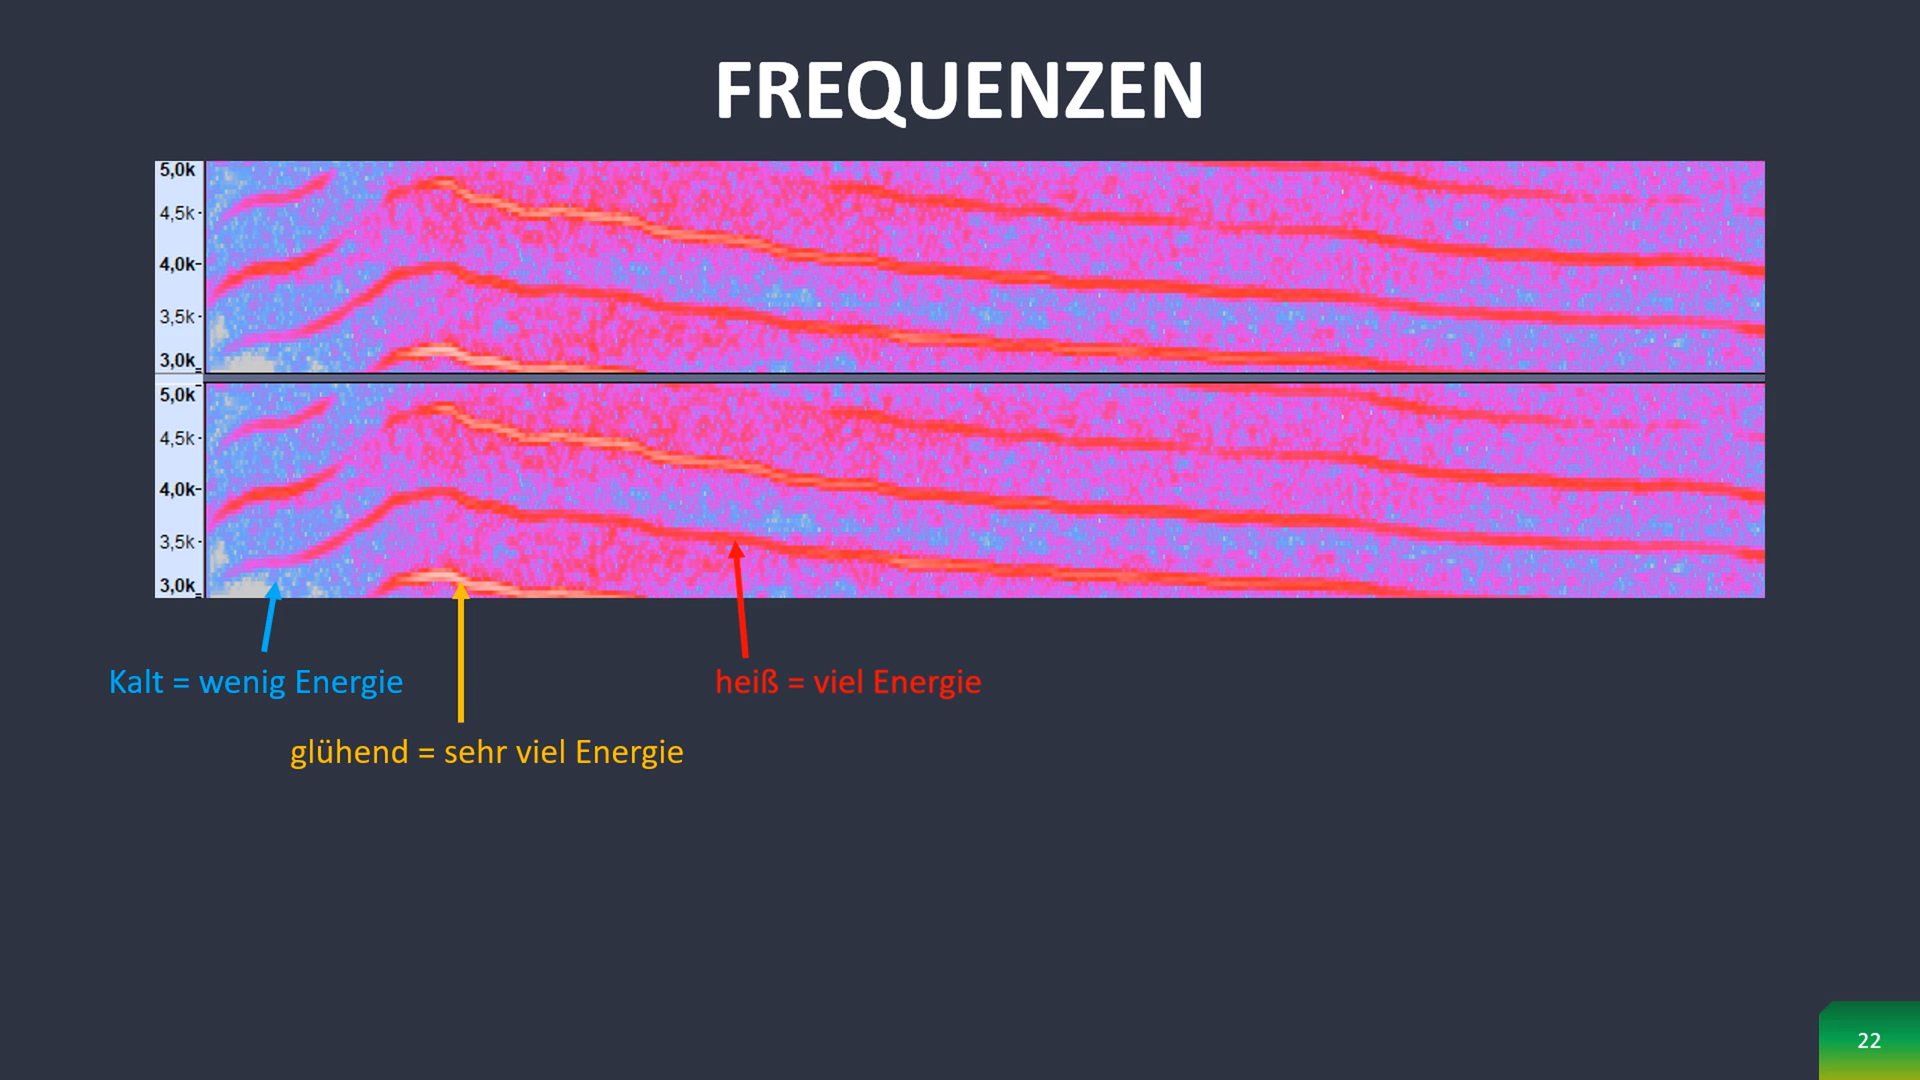 FREQUENZEN
5,0k
4,5k
4,0k
3,5k
3,0k
5,0k
4,5k
4,0k
3,5k
3,0k
Kalt = wenig Energie
heiß = viel Energie
glühend = sehr viel Energie
22